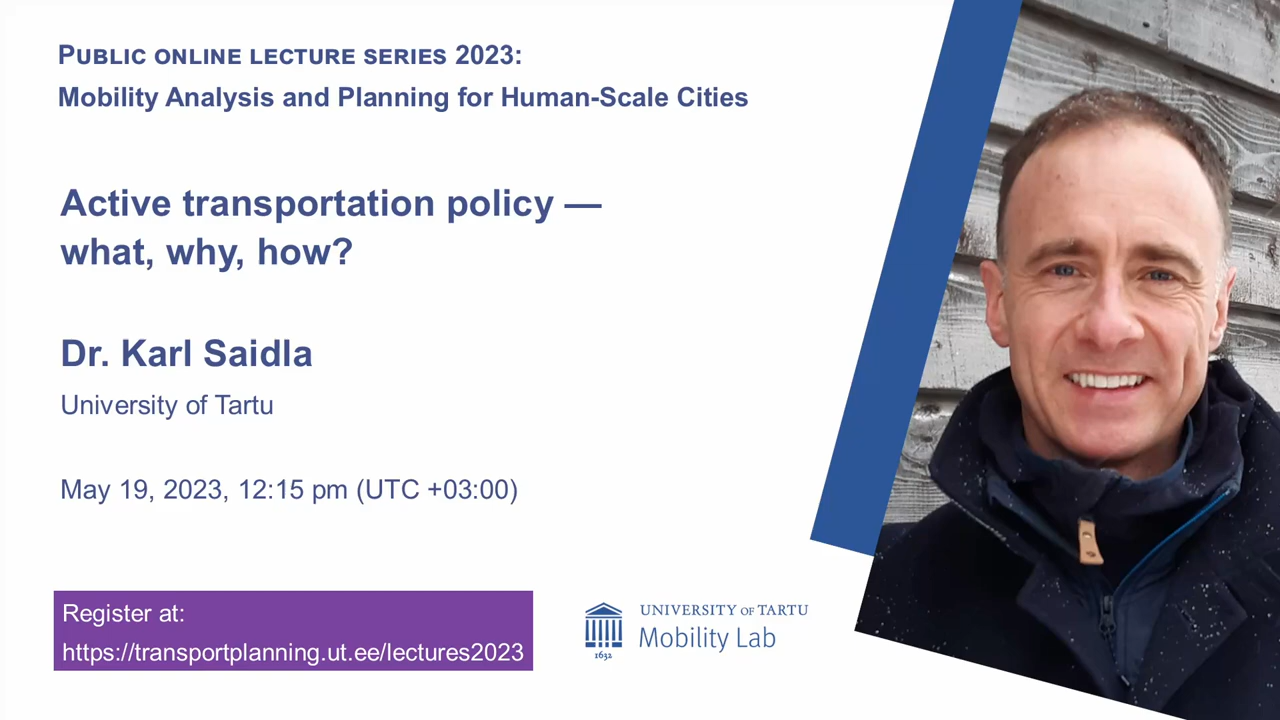 PUBLIC ONLINE LECTURE SERIES 2023:
Mobility Analysis and Planning for Human-Scale Cities
Active transportation policy —
what, why, how?
Dr. Karl Saidla
University of Tartu
May 19, 2023, 12:15 pm (UTC +03:00)
Register at:
https://transportplanning.ut.ee/lectures2023
UNIVERSITY OF TARTU
Mobility Lab
1632